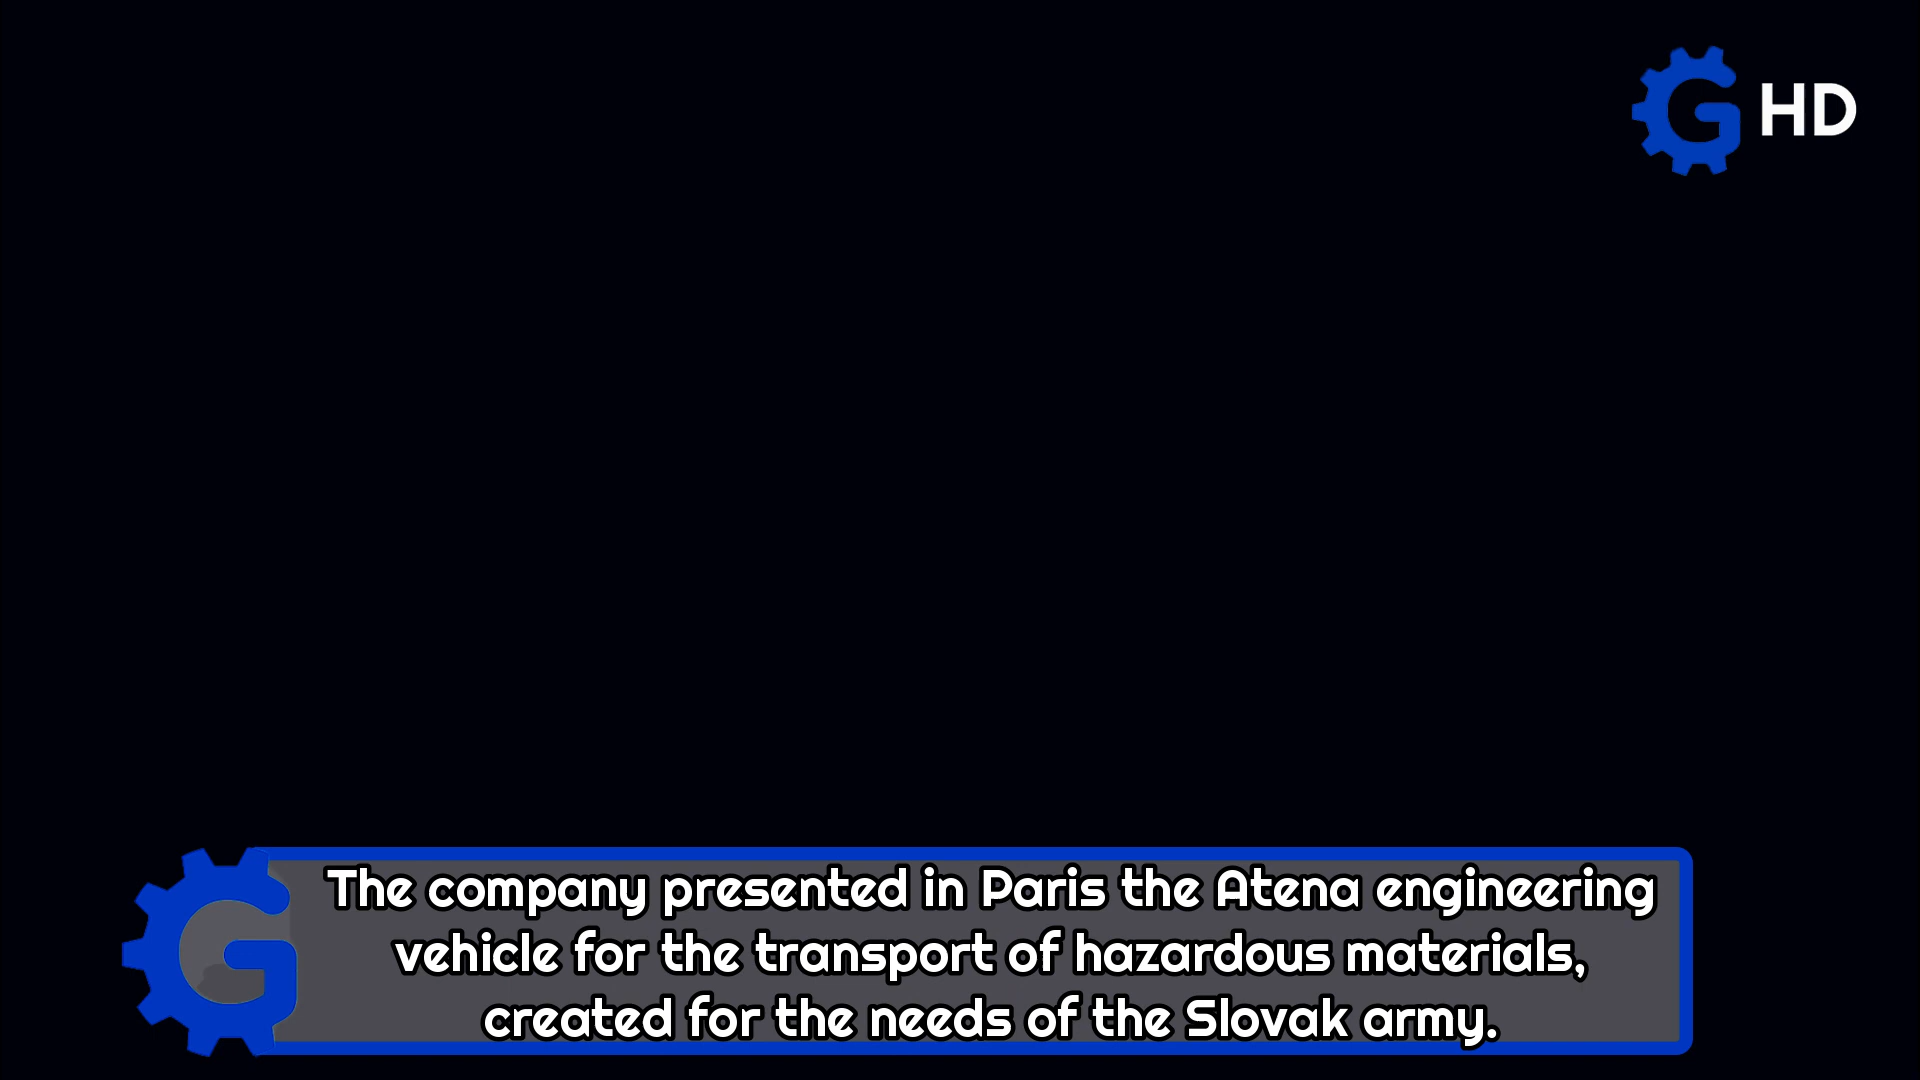 G HD
The company presented in Paris the Atena engineering
vehicle for the transport of hazardous materials,
created for the needs of the Slovak army.
G